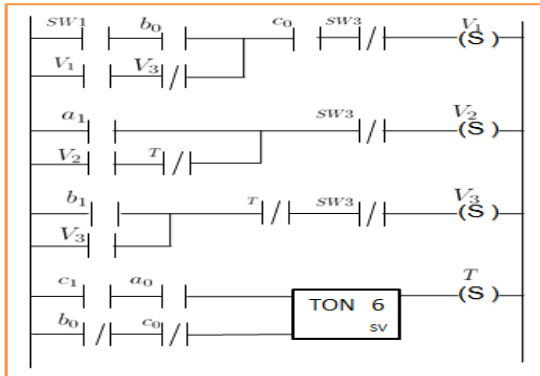 SW1 b₀ c₀ SW3 V₁
(S)
V₁ V₃
a₁ SW3 V₂
(S)
V₂ T
b₁ T SW3 V₃
(S)
V₃
c₁ a₀ T
TON 6 (S)
b₀ c₀ SV